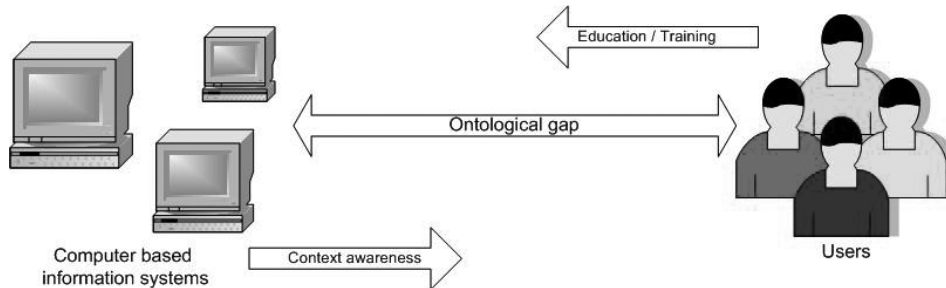 Education / Training
Ontological gap
Computer based
information systems
Context awareness
Users